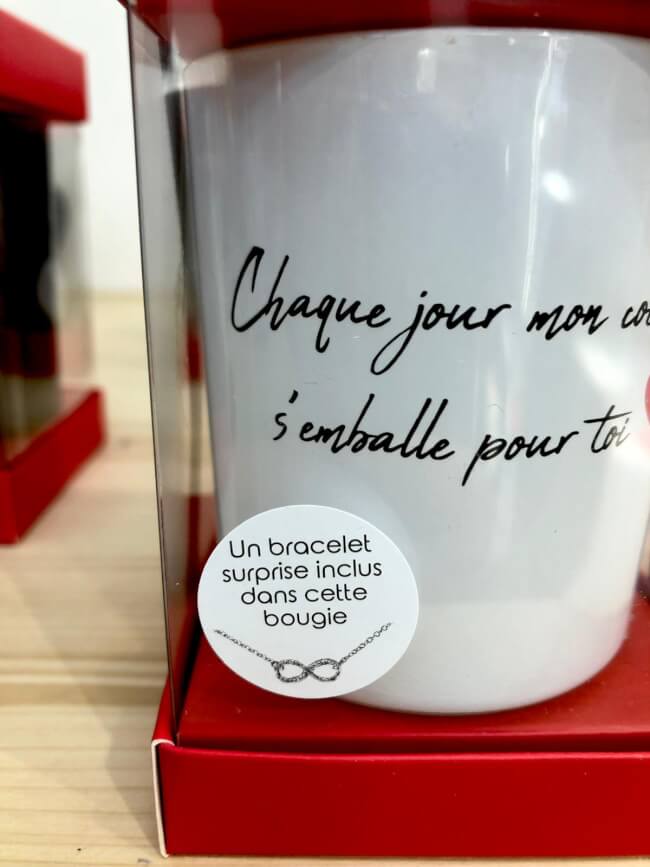 Chaque jour mon
s'emballe pour toi
Un bracelet
surprise inclus
dans cette
bougie